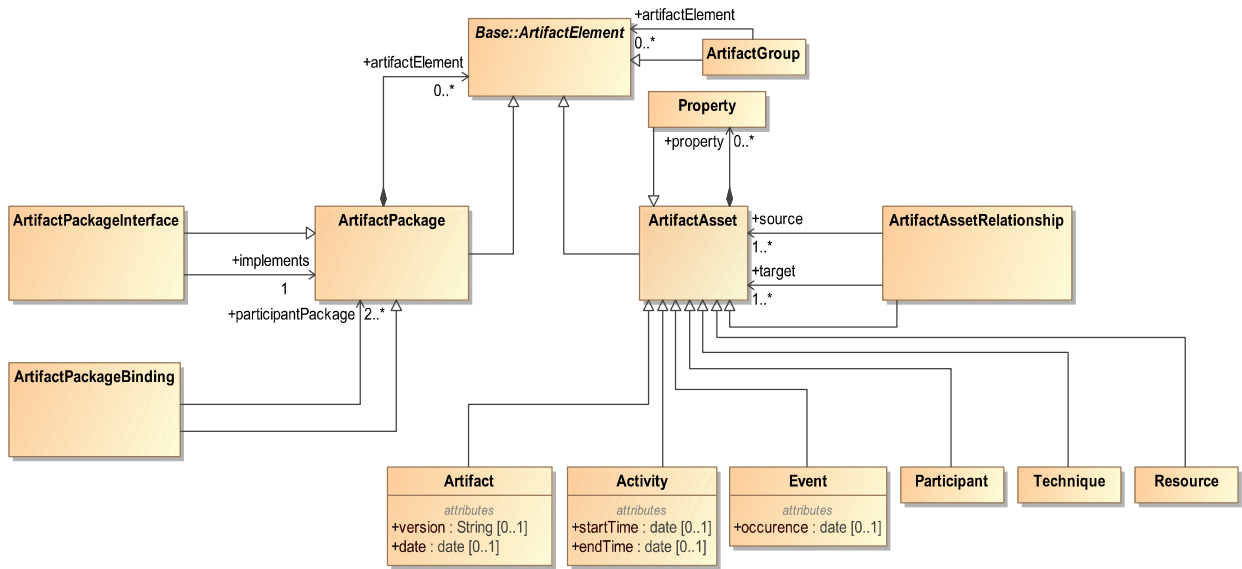 +artifactElement
Base::ArtifactElement
0..*
ArtifactGroup
+artifactElement
0..*
Property
+property
0..*
ArtifactPackageInterface
ArtifactPackage
ArtifactAsset
+source
ArtifactAssetRelationship
1..*
+implements
+target
1
1..*
+participantPackage
2..*
ArtifactPackageBinding
Artifact
Activity
Event
Participant
Technique
Resource
attributes
attributes
attributes
+version : String [0..1]
+startTime : date [0..1]
+occurence : date [0..1]
+date : date [0..1]
+endTime : date [0..1]